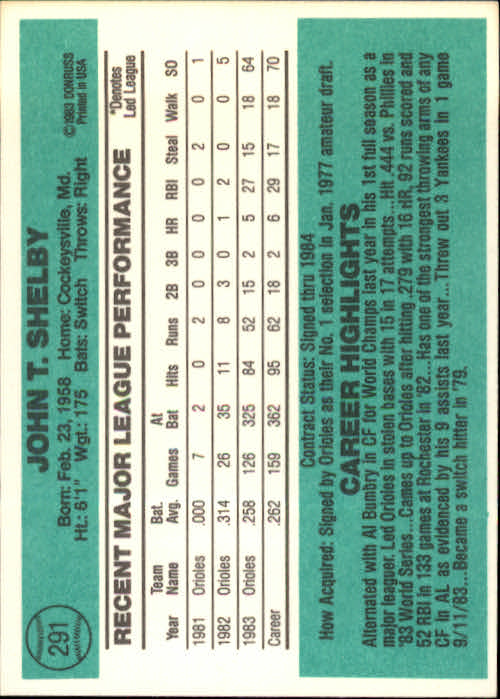 291
JOHN T. SHELBY
Born: Feb. 23, 1958 Home: Cockeysville, Md.
Ht.: 6'1" Wgt.: 175 Bats: Switch Throws: Right
©1983 DONRUSS
Printed in USA
RECENT MAJOR LEAGUE PERFORMANCE
*Denotes
Led League
Year Team Name Bat. Avg. Games At Bat Hits Runs 2B 3B HR RBI Steal Walk SO
1981 Orioles .000 7 2 0 2 0 0 0 0 2 0 1
1982 Orioles .314 26 35 11 8 3 0 1 2 0 0 5
1983 Orioles .258 126 325 84 52 15 2 5 27 15 18 64
Career .262 159 362 95 62 18 2 6 29 17 18 70
Contract Status: Signed thru 1984
How Acquired: Signed by Orioles as their No. 1 selection in Jan. 1977 amateur draft.
CAREER HIGHLIGHTS
Alternated with Al Bumbry in CF for World Champs last year in his 1st full season as a
major leaguer. Led Orioles in stolen bases with 15 in 17 attempts...Hit .444 vs. Phillies in
'83 World Series...Came up to Orioles after hitting .279 with 16 HR, 92 runs scored and
52 RBI in 133 games at Rochester in '82...Has one of the strongest throwing arms of any
CF in AL as evidenced by his 9 assists last year...Threw out 3 Yankees in 1 game
9/11/83...Became a switch hitter in '79.